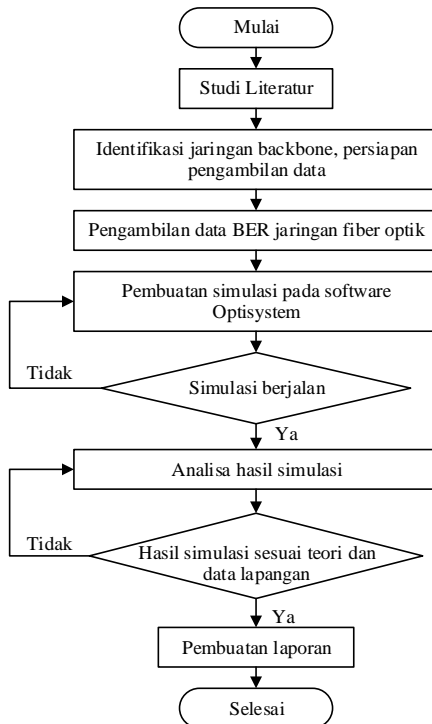 Mulai
Studi Literatur
Identifikasi jaringan backbone, persiapan
pengambilan data
Pengambilan data BER jaringan fiber optik
Pembuatan simulasi pada software
Optisystem
Tidak
Simulasi berjalan
Ya
Analisa hasil simulasi
Tidak
Hasil simulasi sesuai teori dan
data lapangan
Ya
Pembuatan laporan
Selesai